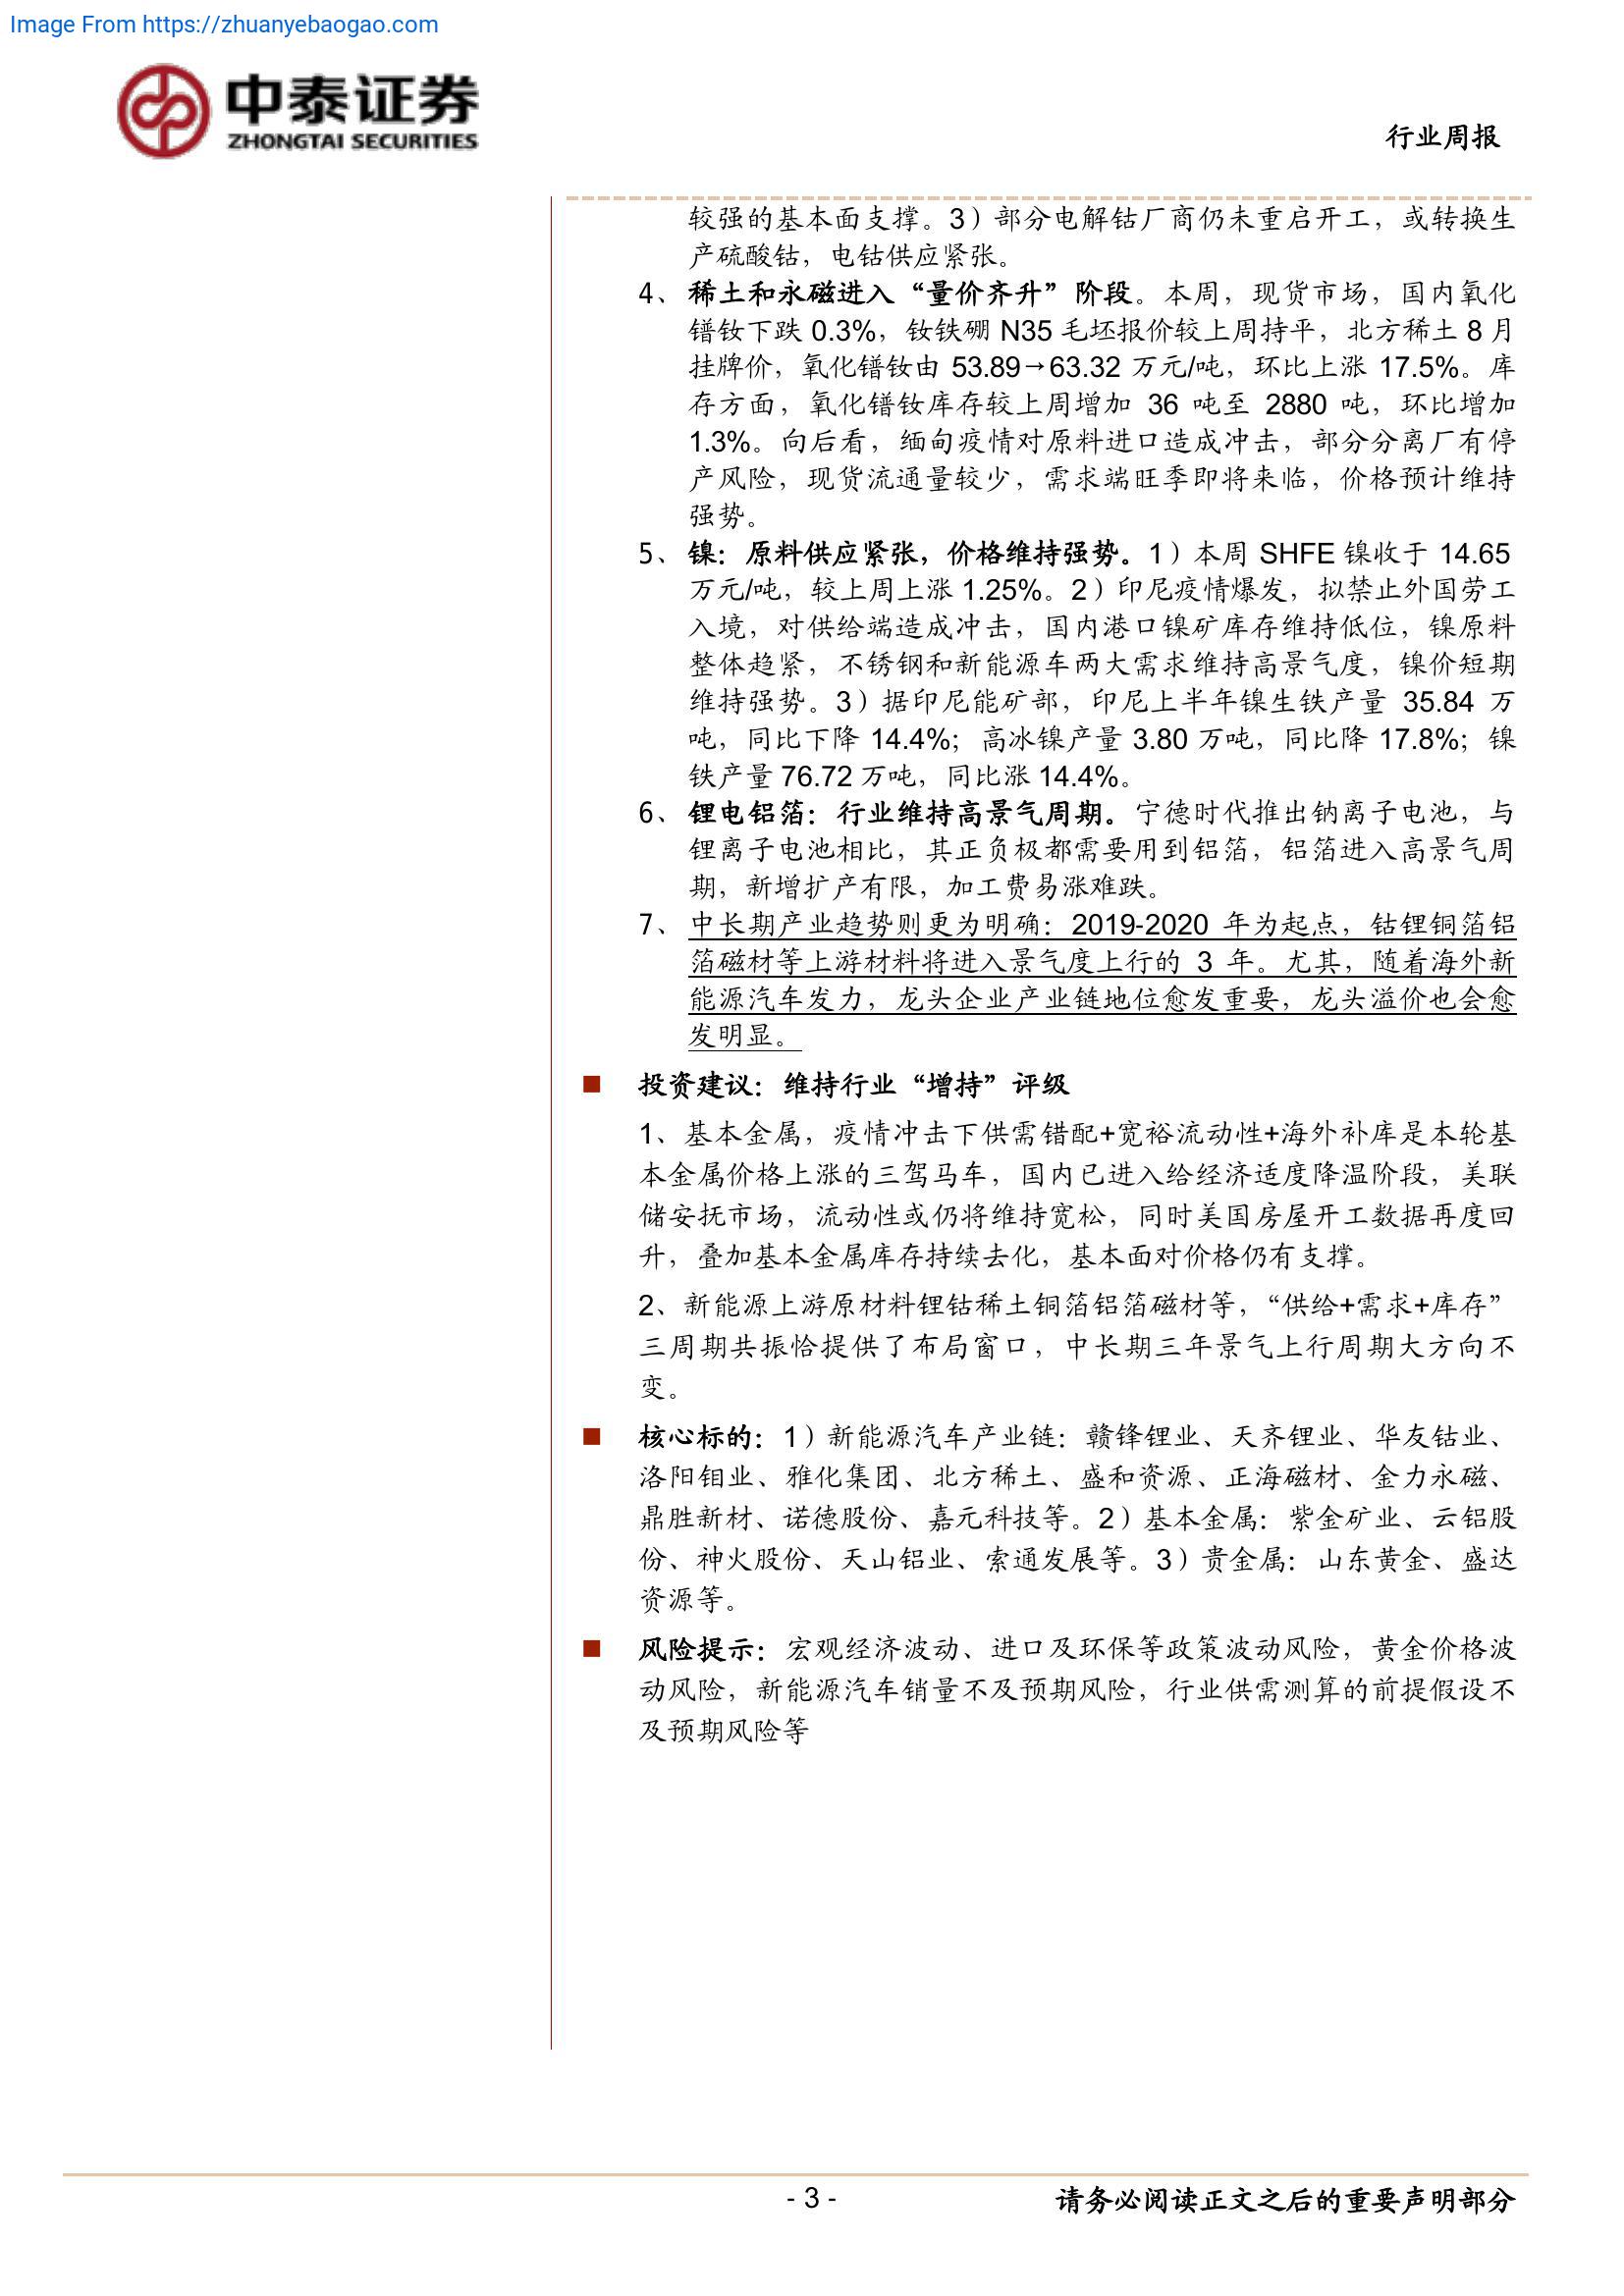 Image From https://zhuanyebaogao.com
中泰证券
ZHONGTAI SECURITIES
行业周报
较强的基本面支撑。3）部分电解钴厂商仍未重启开工，或转换生
产硫酸钴，电钴供应紧张。
4、稀土和永磁进入“量价齐升”阶段。本周，现货市场，国内氧化
镨钕下跌 0.3%，钕铁硼 N35 毛坯报价较上周持平，北方稀土 8 月
挂牌价，氧化镨钕由 53.89→63.32 万元/吨，环比上涨 17.5%。库
存方面，氧化镨钕库存较上周增加 36 吨至 2880 吨，环比增加
1.3%。向后看，缅甸疫情对原料进口造成冲击，部分分离厂有停
产风险，现货流通量较少，需求端旺季即将来临，价格预计维持
强势。
5、镍：原料供应紧张，价格维持强势。1）本周 SHFE 镍收于 14.65
万元/吨，较上周上涨 1.25%。2）印尼疫情爆发，拟禁止外国劳工
入境，对供给端造成冲击，国内港口镍矿库存维持低位，镍原料
整体趋紧，不锈钢和新能源车两大需求维持高景气度，镍价短期
维持强势。3）据印尼能矿部，印尼上半年镍生铁产量 35.84 万
吨，同比下降 14.4%；高冰镍产量 3.80 万吨，同比降 17.8%；镍
铁产量 76.72 万吨，同比涨 14.4%。
6、锂电铝箔：行业维持高景气周期。宁德时代推出钠离子电池，与
锂离子电池相比，其正负极都需要用到铝箔，铝箔进入高景气周
期，新增扩产有限，加工费易涨难跌。
7、中长期产业趋势则更为明确：2019-2020 年为起点，钴锂铜箔铝
箔磁材等上游材料将进入景气度上行的 3 年。尤其，随着海外新
能源汽车发力，龙头企业产业链地位愈发重要，龙头溢价也会愈
发明显。
■ 投资建议：维持行业“增持”评级
1、基本金属，疫情冲击下供需错配+宽裕流动性+海外补库是本轮基
本金属价格上涨的三驾马车，国内已进入给经济适度降温阶段，美联
储安抚市场，流动性或仍将维持宽松，同时美国房屋开工数据再度回
升，叠加基本金属库存持续去化，基本面对价格仍有支撑。
2、新能源上游原材料锂钴稀土铜箔铝箔磁材等，“供给+需求+库存”
三周期共振恰提供了布局窗口，中长期三年景气上行周期大方向不
变。
■ 核心标的：1）新能源汽车产业链：赣锋锂业、天齐锂业、华友钴业、
洛阳钼业、雅化集团、北方稀土、盛和资源、正海磁材、金力永磁、
鼎胜新材、诺德股份、嘉元科技等。2）基本金属：紫金矿业、云铝股
份、神火股份、天山铝业、索通发展等。3）贵金属：山东黄金、盛达
资源等。
■ 风险提示：宏观经济波动、进口及环保等政策波动风险，黄金价格波
动风险，新能源汽车销量不及预期风险，行业供需测算的前提假设不
及预期风险等
- 3 -
请务必阅读正文之后的重要声明部分